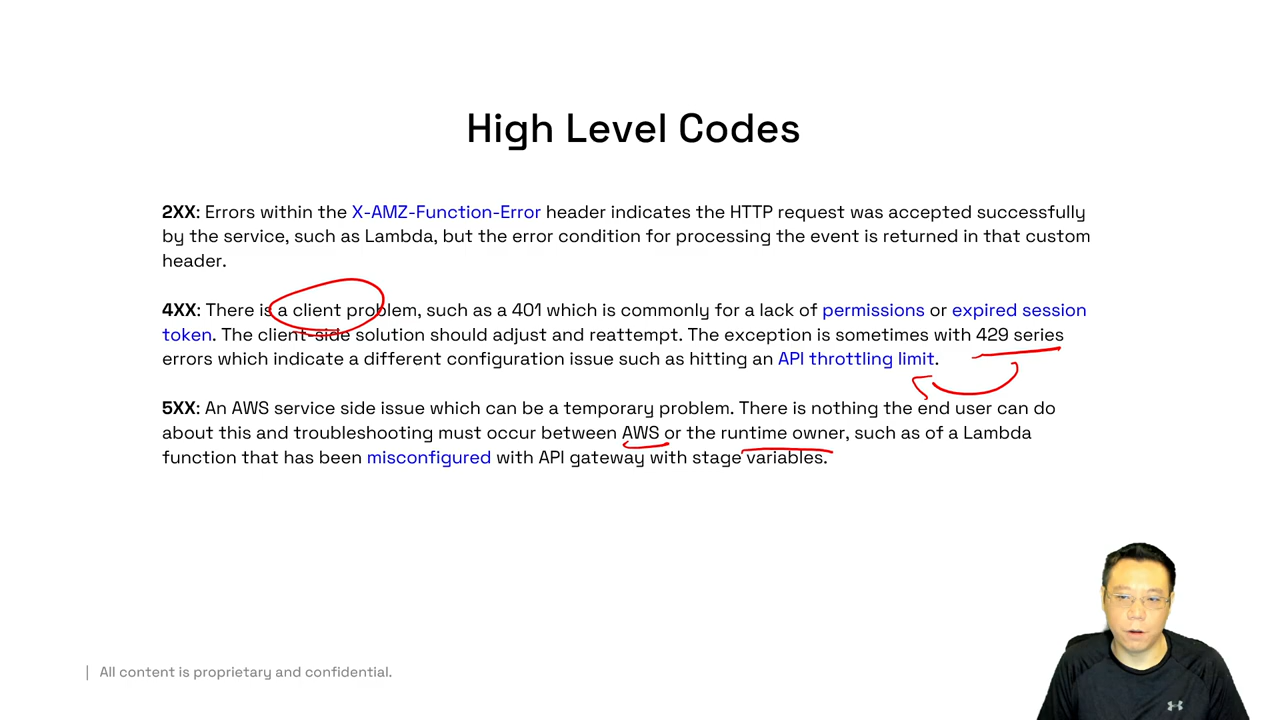 High Level Codes
2XX: Errors within the X-AMZ-Function-Error header indicates the HTTP request was accepted successfully
by the service, such as Lambda, but the error condition for processing the event is returned in that custom
header.
4XX: There is a client problem, such as a 401 which is commonly for a lack of permissions or expired session
token. The client-side solution should adjust and reattempt. The exception is sometimes with 429 series
errors which indicate a different configuration issue such as hitting an API throttling limit.
5XX: An AWS service side issue which can be a temporary problem. There is nothing the end user can do
about this and troubleshooting must occur between AWS or the runtime owner, such as of a Lambda
function that has been misconfigured with API gateway with stage variables.
| All content is proprietary and confidential.